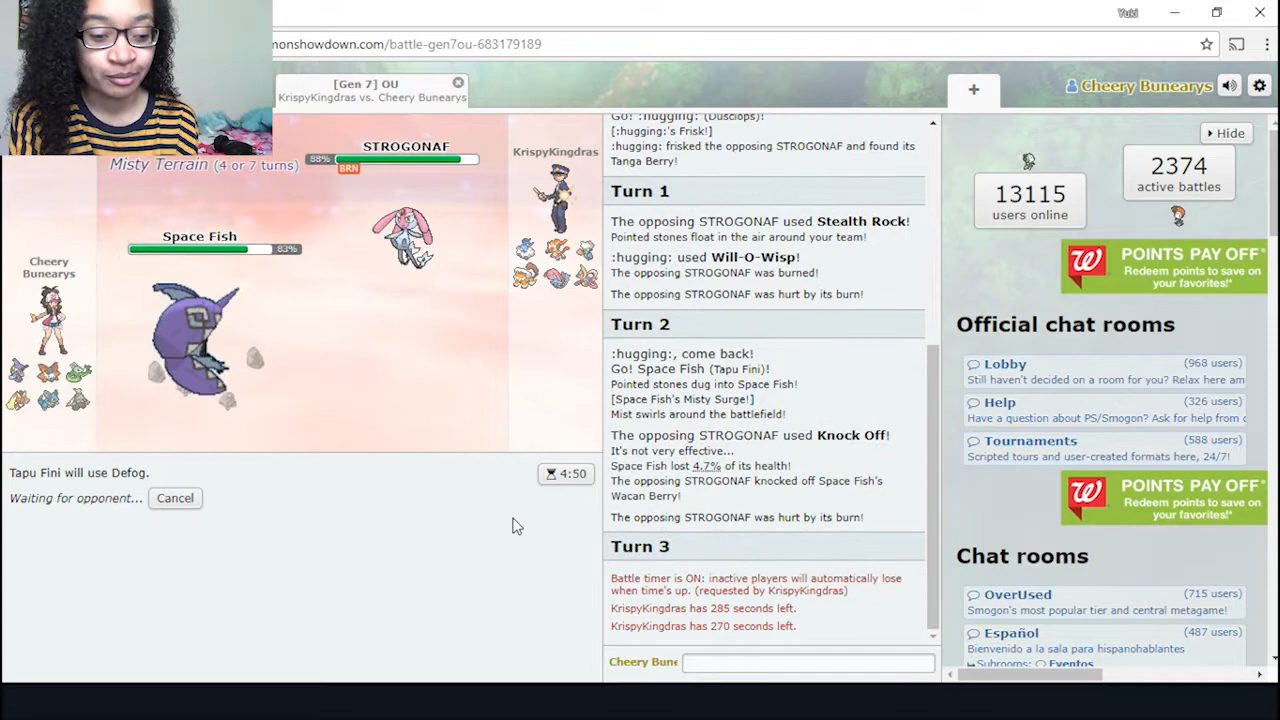 Yuki
monshowdown.com/battle-gen7ou-683179189
[Gen 7] OU
KrispyKingdras vs. Cheery Bunearys
+
Cheery Bunearys
Misty Terrain (4 or 7 turns)
STROGONAF
88%
BRN
KrispyKingdras
Space Fish
83%
Cheery
Bunearys
Tapu Fini will use Defog.
4:50
Waiting for opponent...
Cancel
Go! :hugging: (Dusclops)!
[:hugging:'s Frisk!]
:hugging: frisked the opposing STROGONAF and found its
Tanga Berry!
Turn 1
The opposing STROGONAF used Stealth Rock!
Pointed stones float in the air around your team!
:hugging: used Will-O-Wisp!
The opposing STROGONAF was burned!
The opposing STROGONAF was hurt by its burn!
Turn 2
:hugging:, come back!
Go! Space Fish (Tapu Fini)!
Pointed stones dug into Space Fish!
[Space Fish's Misty Surge!]
Mist swirls around the battlefield!
The opposing STROGONAF used Knock Off!
It's not very effective...
Space Fish lost 4.7% of its health!
The opposing STROGONAF knocked off Space Fish's
Wacan Berry!
The opposing STROGONAF was hurt by its burn!
Turn 3
Battle timer is ON: inactive players will automatically lose
when time's up. (requested by KrispyKingdras)
KrispyKingdras has 285 seconds left.
KrispyKingdras has 270 seconds left.
Cheery Bune
Hide
13115
users online
2374
active battles
POINTS PAY OFF
Redeem points to save on
your favorites!*
Official chat rooms
Lobby (968 users)
Still haven't decided on a room for you? Relax here am
Help (326 users)
Have a question about PS/Smogon? Ask for help from c
Tournaments (588 users)
Scripted tours and user-created formats here, 24/7!
POINTS PAY OFF
Redeem points to save on
your favorites!*
Chat rooms
OverUsed (715 users)
Smogon's most popular tier and central metagame!
Español (487 users)
Bienvenido a la sala para hispanohablantes
Subrooms: Eventos